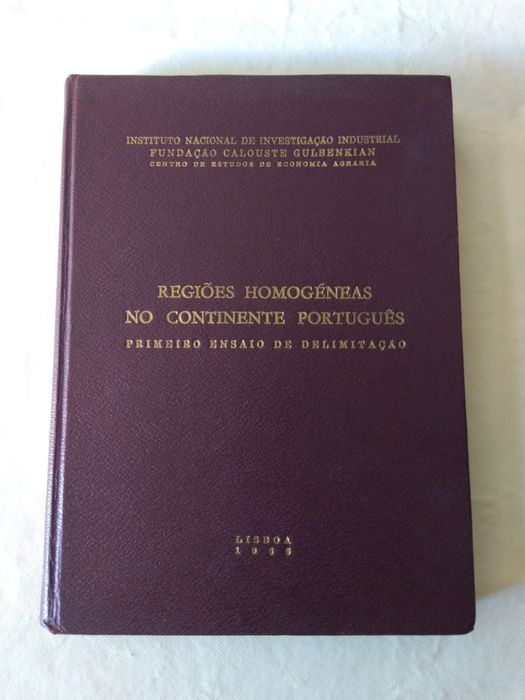 INSTITUTO NACIONAL DE INVESTIGAÇÃO INDUSTRIAL
FUNDAÇÃO CALOUSTE GULBENKIAN
CENTRO DE ESTUDOS DE ECONOMIA AGRÁRIA
REGIÕES HOMOGÉNEAS
NO CONTINENTE PORTUGUÊS
PRIMEIRO ENSAIO DE DELIMITAÇÃO
LISBOA
1966